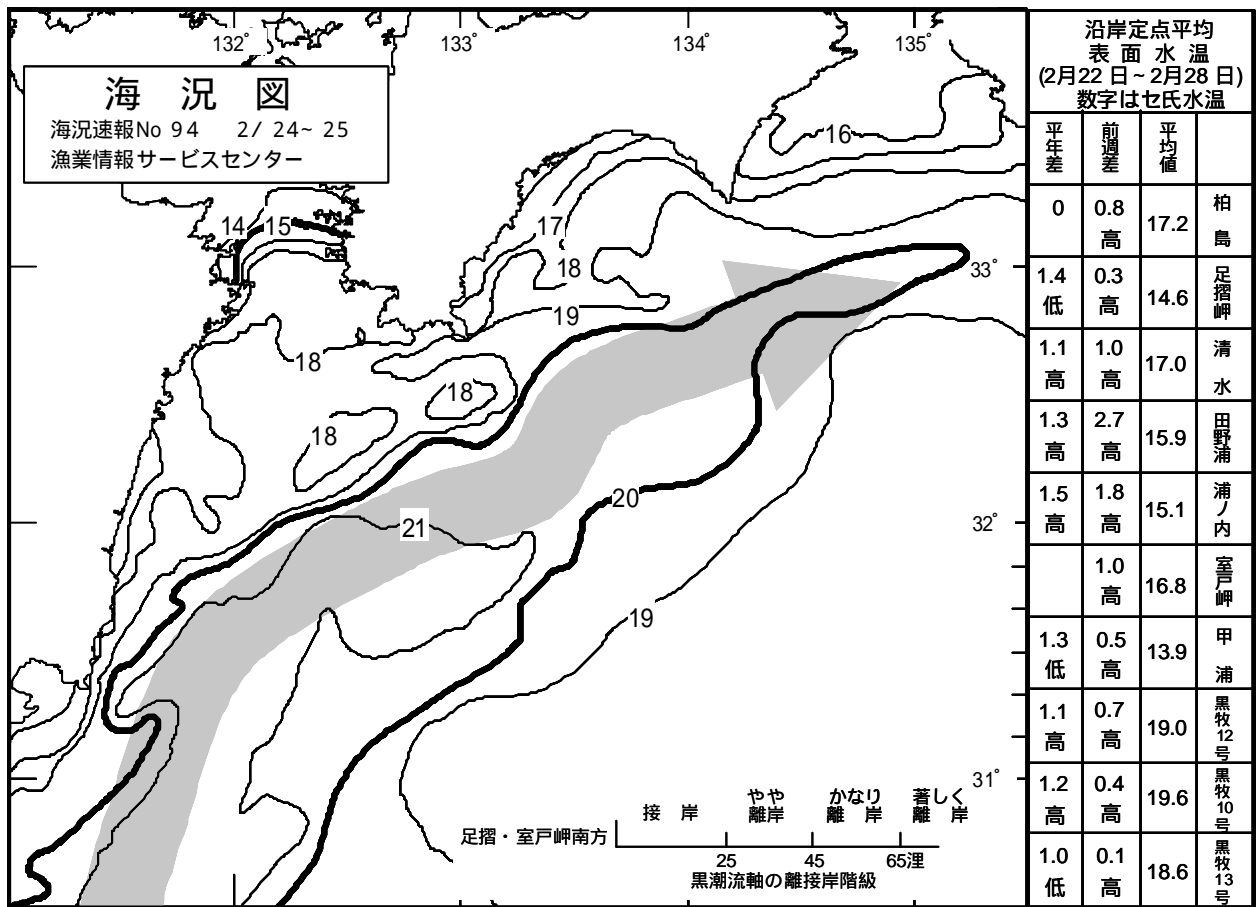 132°
133°
134°
135°
海況図
海況速報No 94 2/ 24~ 25
漁業情報サービスセンター
16
14
15
17
18
19
33°
18
18
18
20
21
32°
19
31°
接岸
やや離岸
かなり離岸
著しく離岸
足摺・室戸岬南方
25 45 65浬
黒潮流軸の離接岸階級
沿岸定点平均
表面水温
(2月22日~2月28日)
数字はセ氏水温
平年差 前週差 平均値
0 0.8高 17.2 柏島
1.4低 0.3高 14.6 足摺岬
1.1高 1.0高 17.0 清水
1.3高 2.7高 15.9 田野浦
1.5高 1.8高 15.1 浦ノ内
1.0高 16.8 室戸岬
1.3低 0.5高 13.9 甲浦
1.1高 0.7高 19.0 黒牧12号
1.2高 0.4高 19.6 黒牧10号
1.0低 0.1高 18.6 黒牧13号